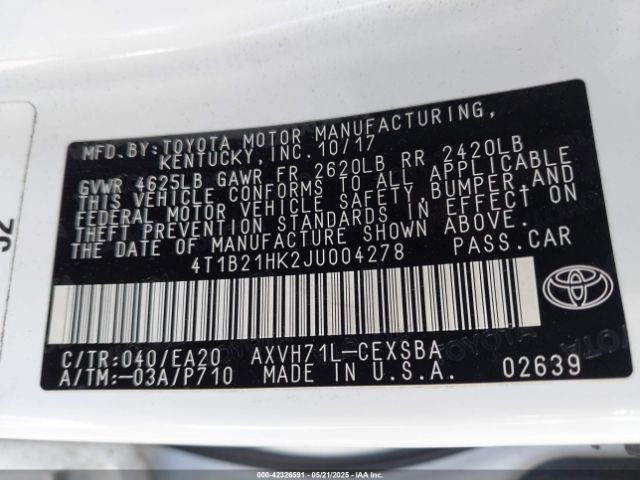 MFD.BY:TOYOTA MOTOR MANUFACTURING,
KENTUCKY,INC.10/17
GVWR 4625LB GAWR FR 2620LB RR 2420LB
THIS VEHICLE CONFORMS TO ALL APPLICABLE
FEDERAL MOTOR VEHICLE SAFETY,BUMPER,AND
THEFT PREVENTION STANDARDS IN EFFECT ON
THE DATE OF MANUFACTURE SHOWN ABOVE.
4T1B21HK2JU004278 PASS.CAR
C/TR:040/EA20 AXVH71L-CEXSBA
A/TM:-03A/P710 MADE IN U.S.A. 02639
© IAA 00 - 42326591 - 05/21/2025 - IAAI.com